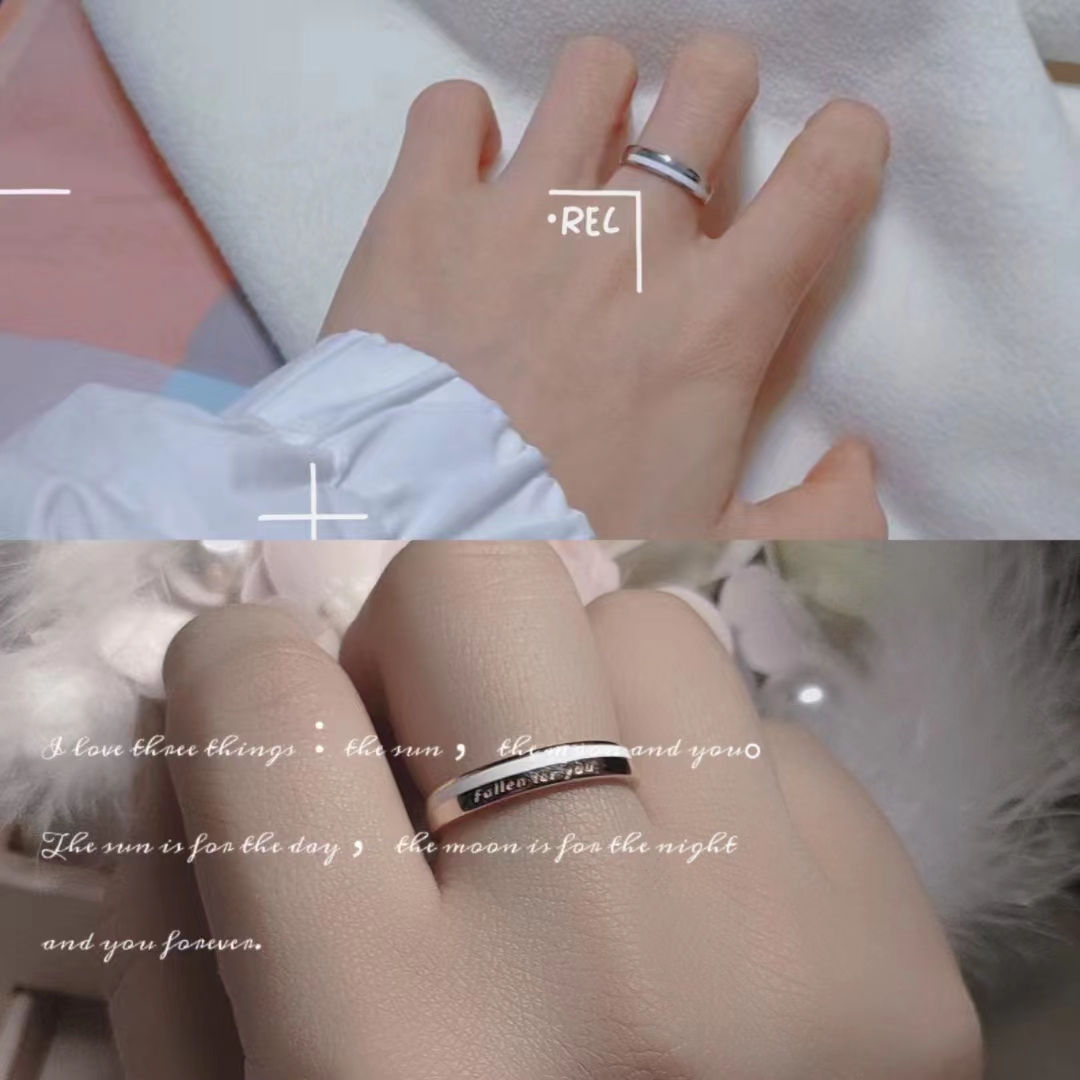 •REC
I love three things : the sun , the moon and you。
Fallen for you
The sun is for the day , the moon is for the night
and you forever.